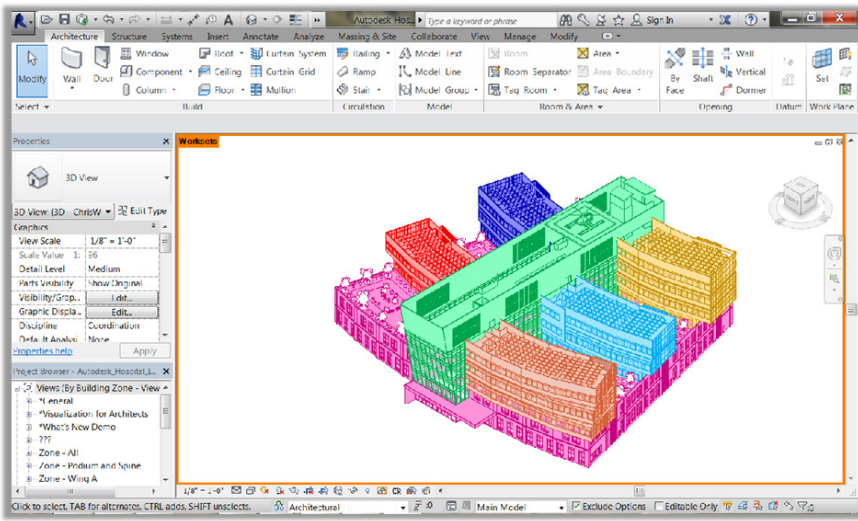 Autodesk Hos...
Type a keyword or phrase
Sign In
Architecture Structure Systems Insert Annotate Analyze Massing & Site Collaborate View Manage Modify
Modify
Wall
Door
Window
Component
Column
Roof
Ceiling
Floor
Curtain System
Curtain Grid
Mullion
Railing
Ramp
Stair
Model Text
Model Line
Model Group
Room
Room Separator
Tag Room
Area
Area Boundary
Tag Area
By Face
Shaft
Wall
Vertical
Dormer
Set
Select
Build
Circulation
Model
Room & Area
Opening
Datum
Work Plane
Properties
3D View
3D View: (3D - ChrisW
Edit Type
Graphics
View Scale 1/8" = 1'-0"
Scale Value 1: 96
Detail Level Medium
Parts Visibility Show Original
Visibility/Grap... Edit...
Graphic Displa... Edit...
Discipline Coordination
Default Analysi None
Properties help
Apply
Project Browser - Autodesk_Hospital_L...
Views (By Building Zone - View
*General
*Visualization for Architects
*What's New Demo
???
Zone - All
Zone - Podium and Spine
Zone - Wing A
Worksets
1/8" = 1'-0"
Click to select, TAB for alternates, CTRL adds, SHIFT unselects.
Architectural
:0
Main Model
Exclude Options
Editable Only
:0